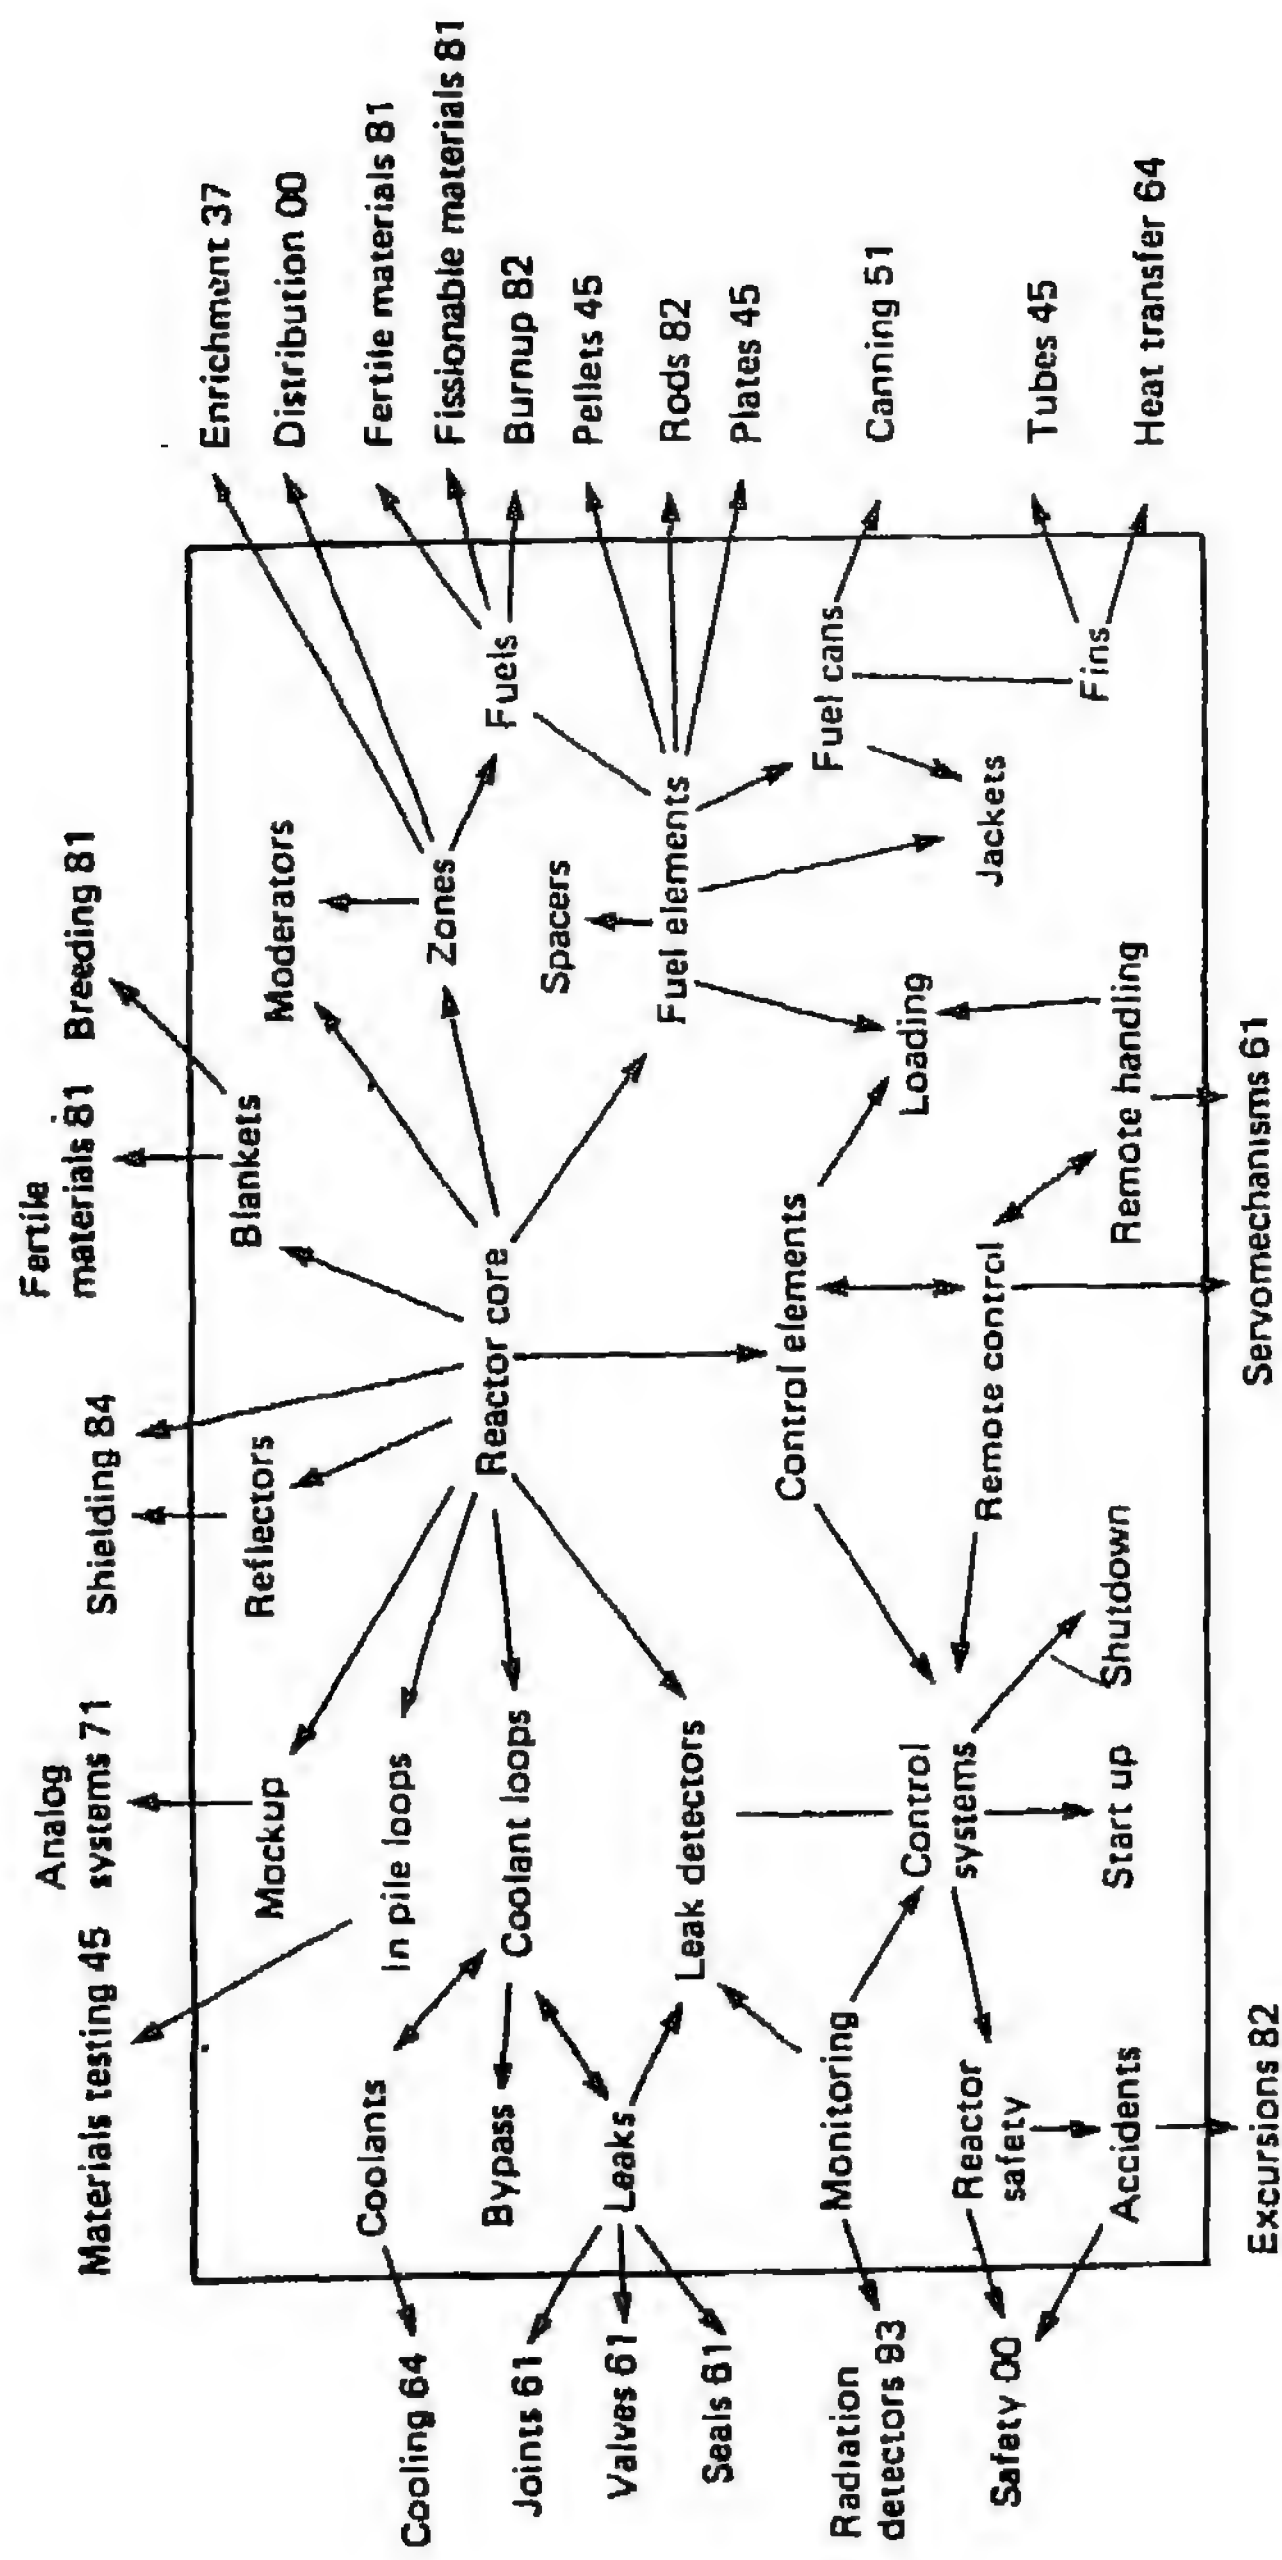 Materials testing 45
Analog
systems 71
Shielding 84
Fertile
materials 81
Breeding 81
Mockup
Reflectors
Blankets
Moderators
Enrichment 37
Distribution 00
Coolants
In pile loops
Zones
Fertile materials 81
Cooling 64
Coolant loops
Reactor core
Fuels
Fissionable materials 81
Bypass
Spacers
Burnup 82
Joints 61
Leaks
Pellets 45
Valves 61
Leak detectors
Fuel elements
Rods 82
Seals 61
Plates 45
Monitoring
Control elements
Fuel cans
Canning 51
Radiation
detectors 93
Control
systems
Loading
Reactor
safety
Remote control
Jackets
Safety 00
Tubes 45
Fins
Accidents
Start up
Shutdown
Remote handling
Heat transfer 64
Excursions 82
Servomechanisms 61